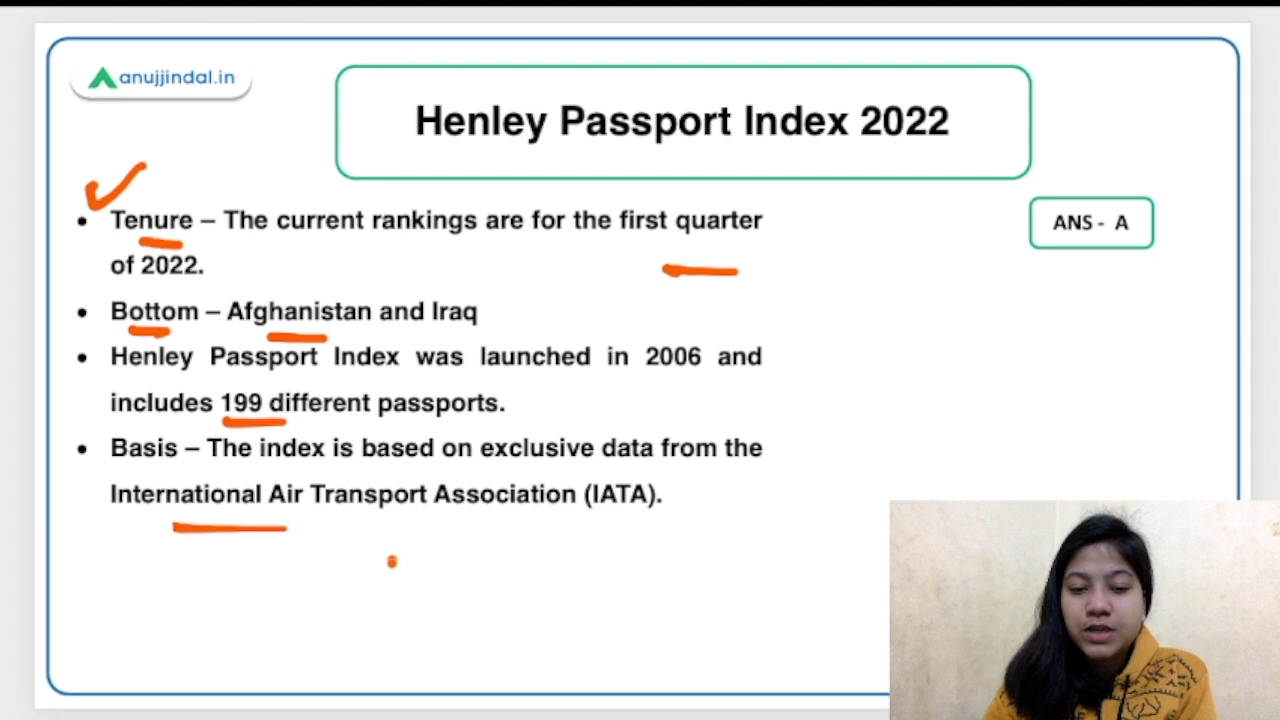 anujjindal.in
Henley Passport Index 2022
• Tenure – The current rankings are for the first quarter
of 2022.
ANS - A
• Bottom – Afghanistan and Iraq
• Henley Passport Index was launched in 2006 and
includes 199 different passports.
• Basis – The index is based on exclusive data from the
International Air Transport Association (IATA).